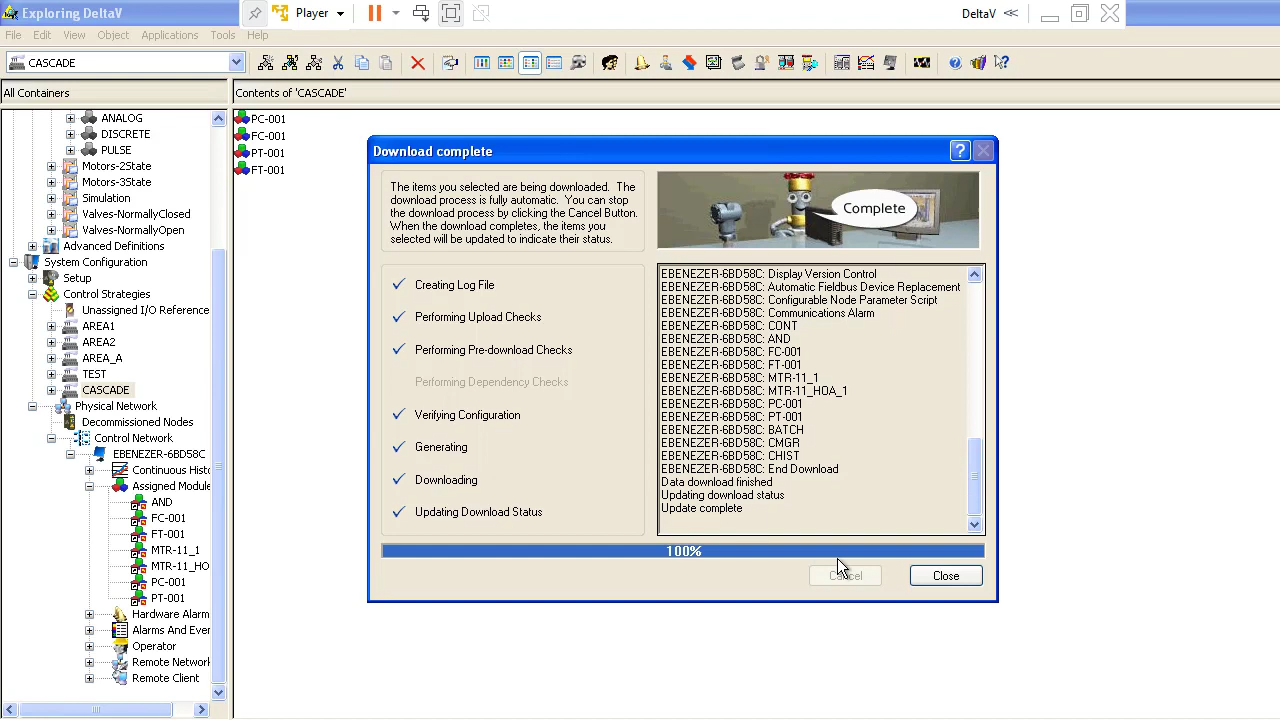 Exploring DeltaV
Player
DeltaV
File Edit View Object Applications Tools Help
CASCADE
All Containers
Contents of 'CASCADE'
ANALOG
DISCRETE
PULSE
Motors-2State
Motors-3State
Simulation
Valves-NormallyClosed
Valves-NormallyOpen
Advanced Definitions
System Configuration
Setup
Control Strategies
Unassigned I/O Reference
AREA1
AREA2
AREA_A
TEST
CASCADE
Physical Network
Decommissioned Nodes
Control Network
EBENEZER-6BD58C
Continuous Histo
Assigned Module
AND
FC-001
FT-001
MTR-11_1
MTR-11_HO
PC-001
PT-001
Hardware Alarm
Alarms And Ever
Operator
Remote Network
Remote Client
PC-001
FC-001
PT-001
FT-001
Download complete
The items you selected are being downloaded. The
download process is fully automatic. You can stop
the download process by clicking the Cancel Button.
When the download completes, the items you
selected will be updated to indicate their status.
Complete
Creating Log File
Performing Upload Checks
Performing Pre-download Checks
Performing Dependency Checks
Verifying Configuration
Generating
Downloading
Updating Download Status
EBENEZER-6BD58C: Display Version Control
EBENEZER-6BD58C: Automatic Fieldbus Device Replacement
EBENEZER-6BD58C: Configurable Node Parameter Script
EBENEZER-6BD58C: Communications Alarm
EBENEZER-6BD58C: CONT
EBENEZER-6BD58C: AND
EBENEZER-6BD58C: FC-001
EBENEZER-6BD58C: FT-001
EBENEZER-6BD58C: MTR-11_1
EBENEZER-6BD58C: MTR-11_HOA_1
EBENEZER-6BD58C: PC-001
EBENEZER-6BD58C: PT-001
EBENEZER-6BD58C: BATCH
EBENEZER-6BD58C: CMGR
EBENEZER-6BD58C: CHIST
EBENEZER-6BD58C: End Download
Data download finished
Updating download status
Update complete
100%
Cancel
Close